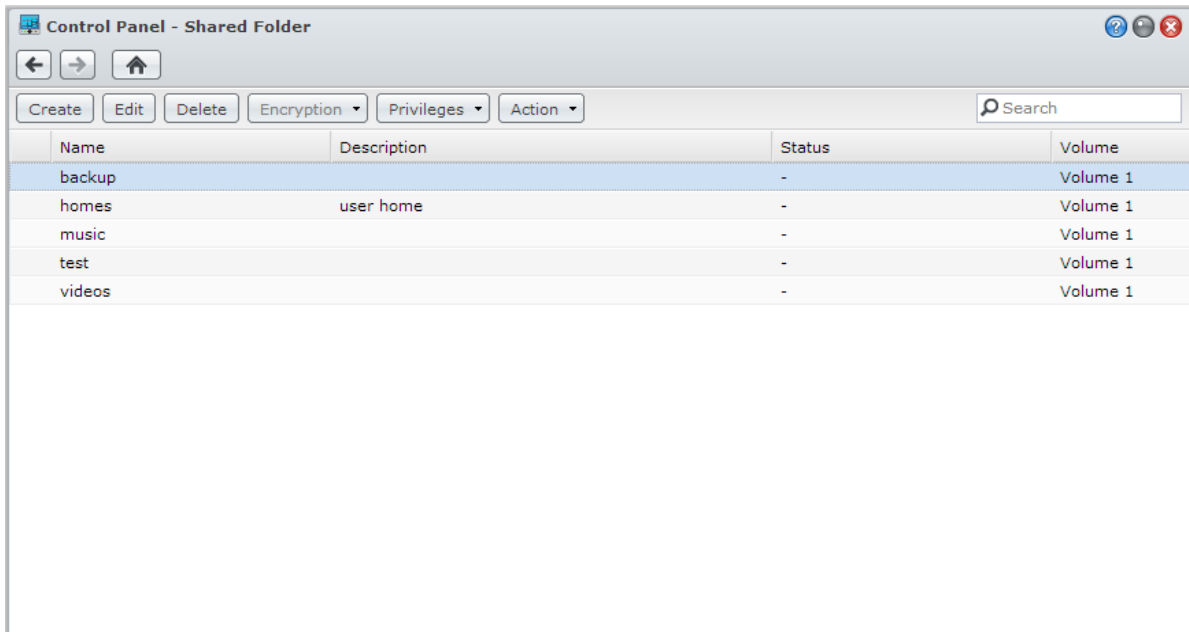 Control Panel - Shared Folder
Create Edit Delete Encryption Privileges Action Search
Name Description Status Volume
backup - Volume 1
homes user home - Volume 1
music - Volume 1
test - Volume 1
videos - Volume 1